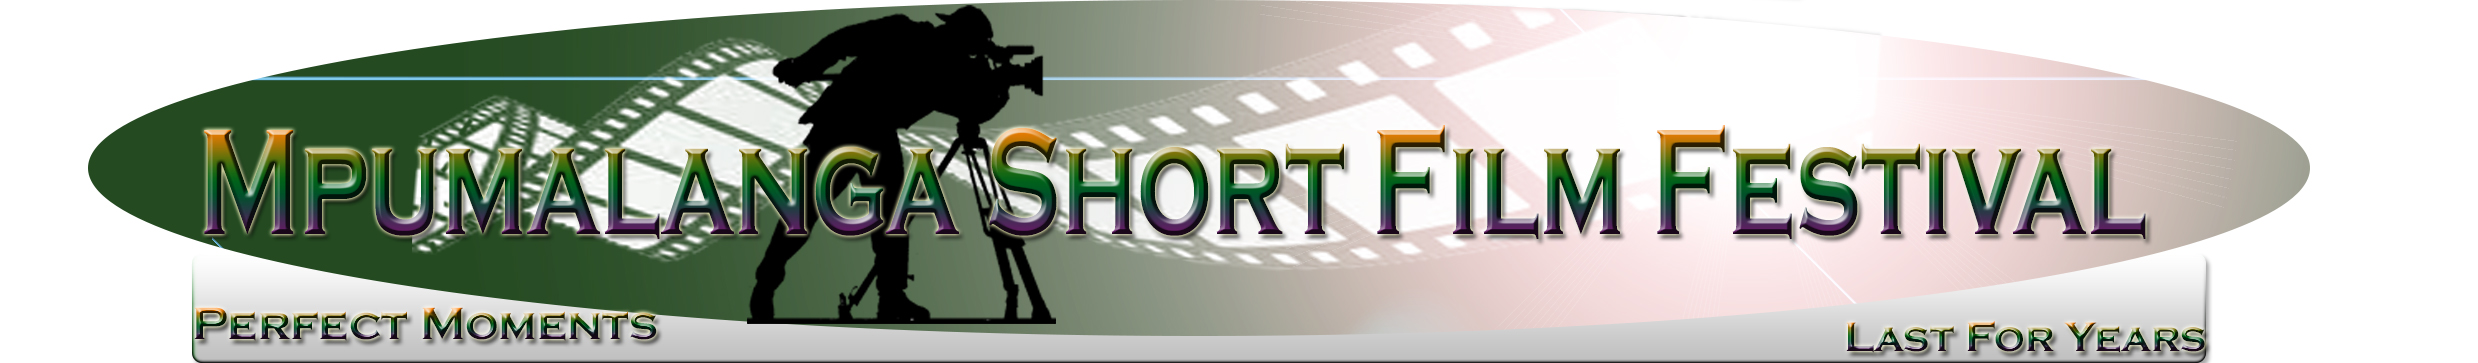 Mpumalanga Short Film Festival
Perfect Moments
Last For Years